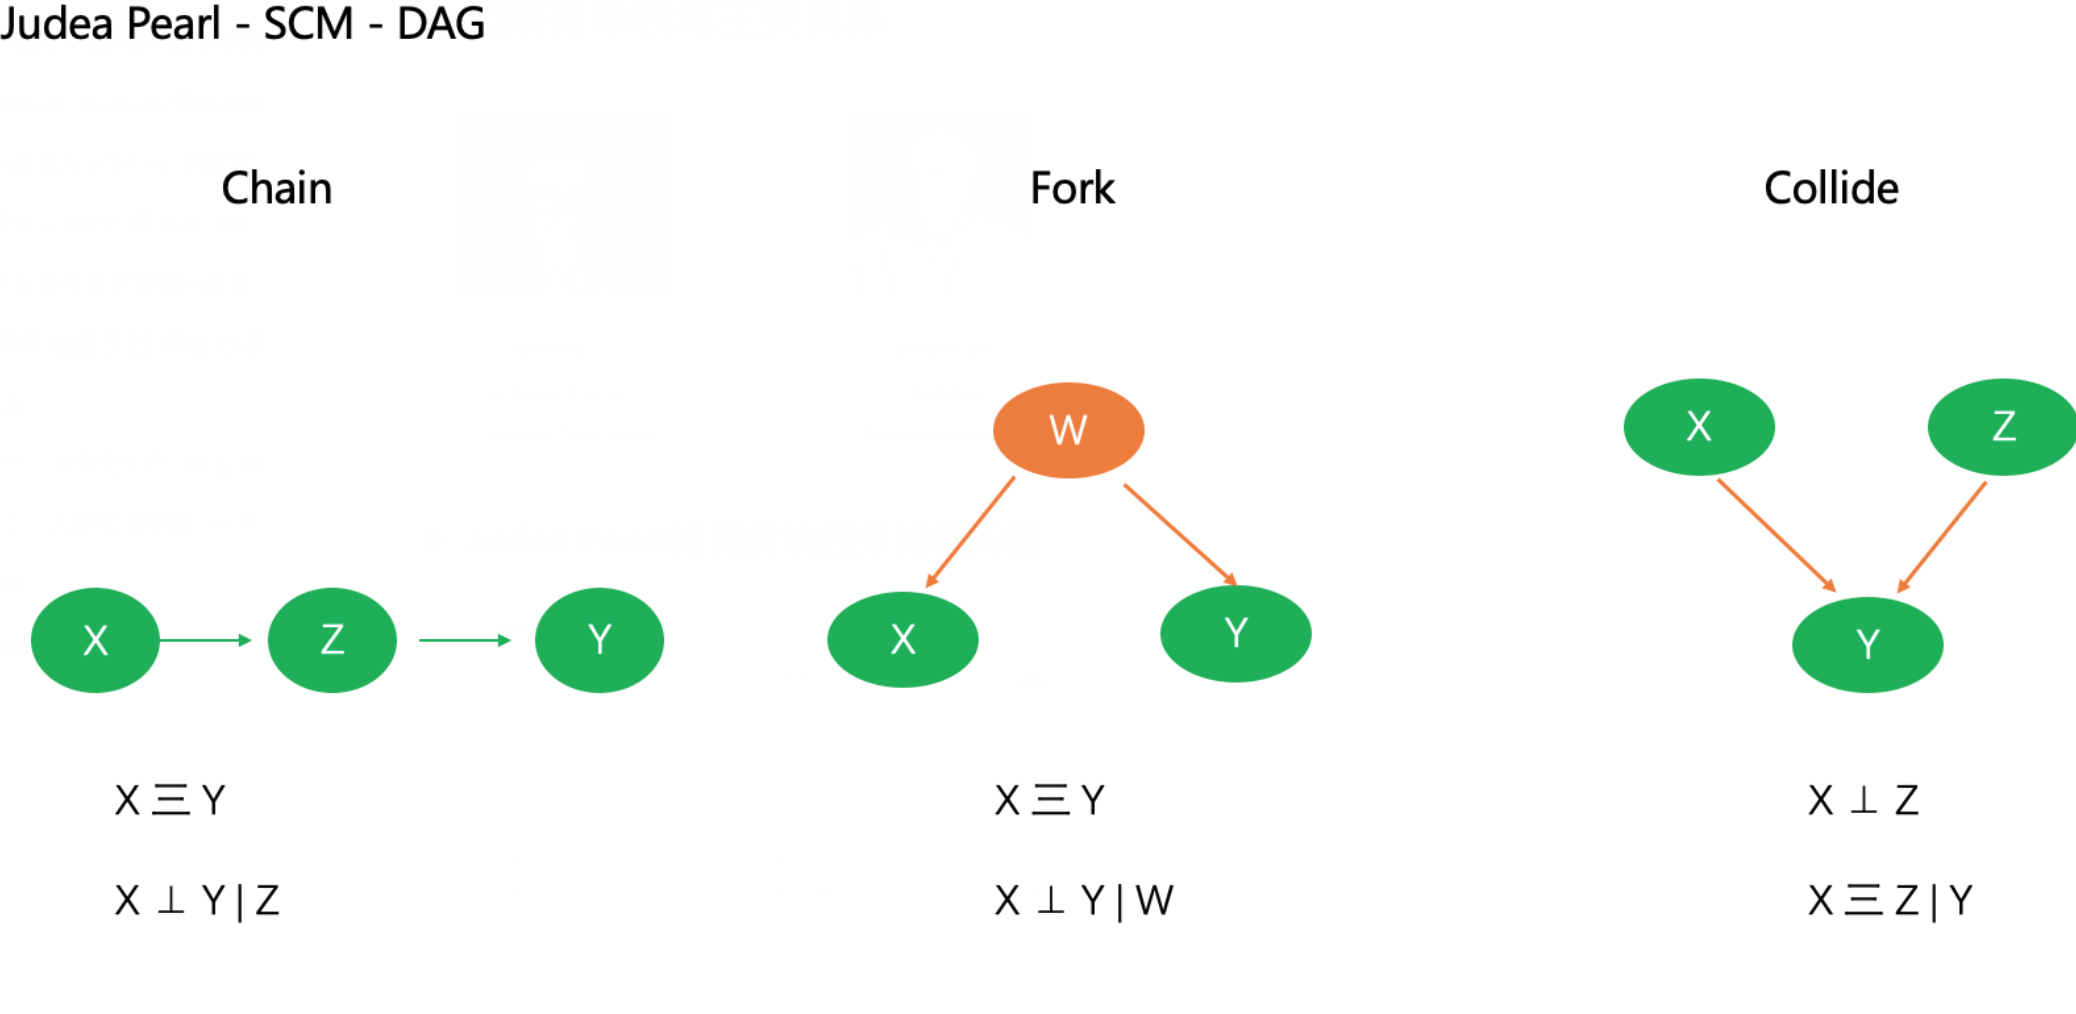 Judea Pearl - SCM - DAG
Chain
Fork
Collide
W
X
Z
X
Z
Y
X
Y
Y
X 三 Y
X 三 Y
X ⊥ Z
X ⊥ Y | Z
X ⊥ Y | W
X 三 Z | Y